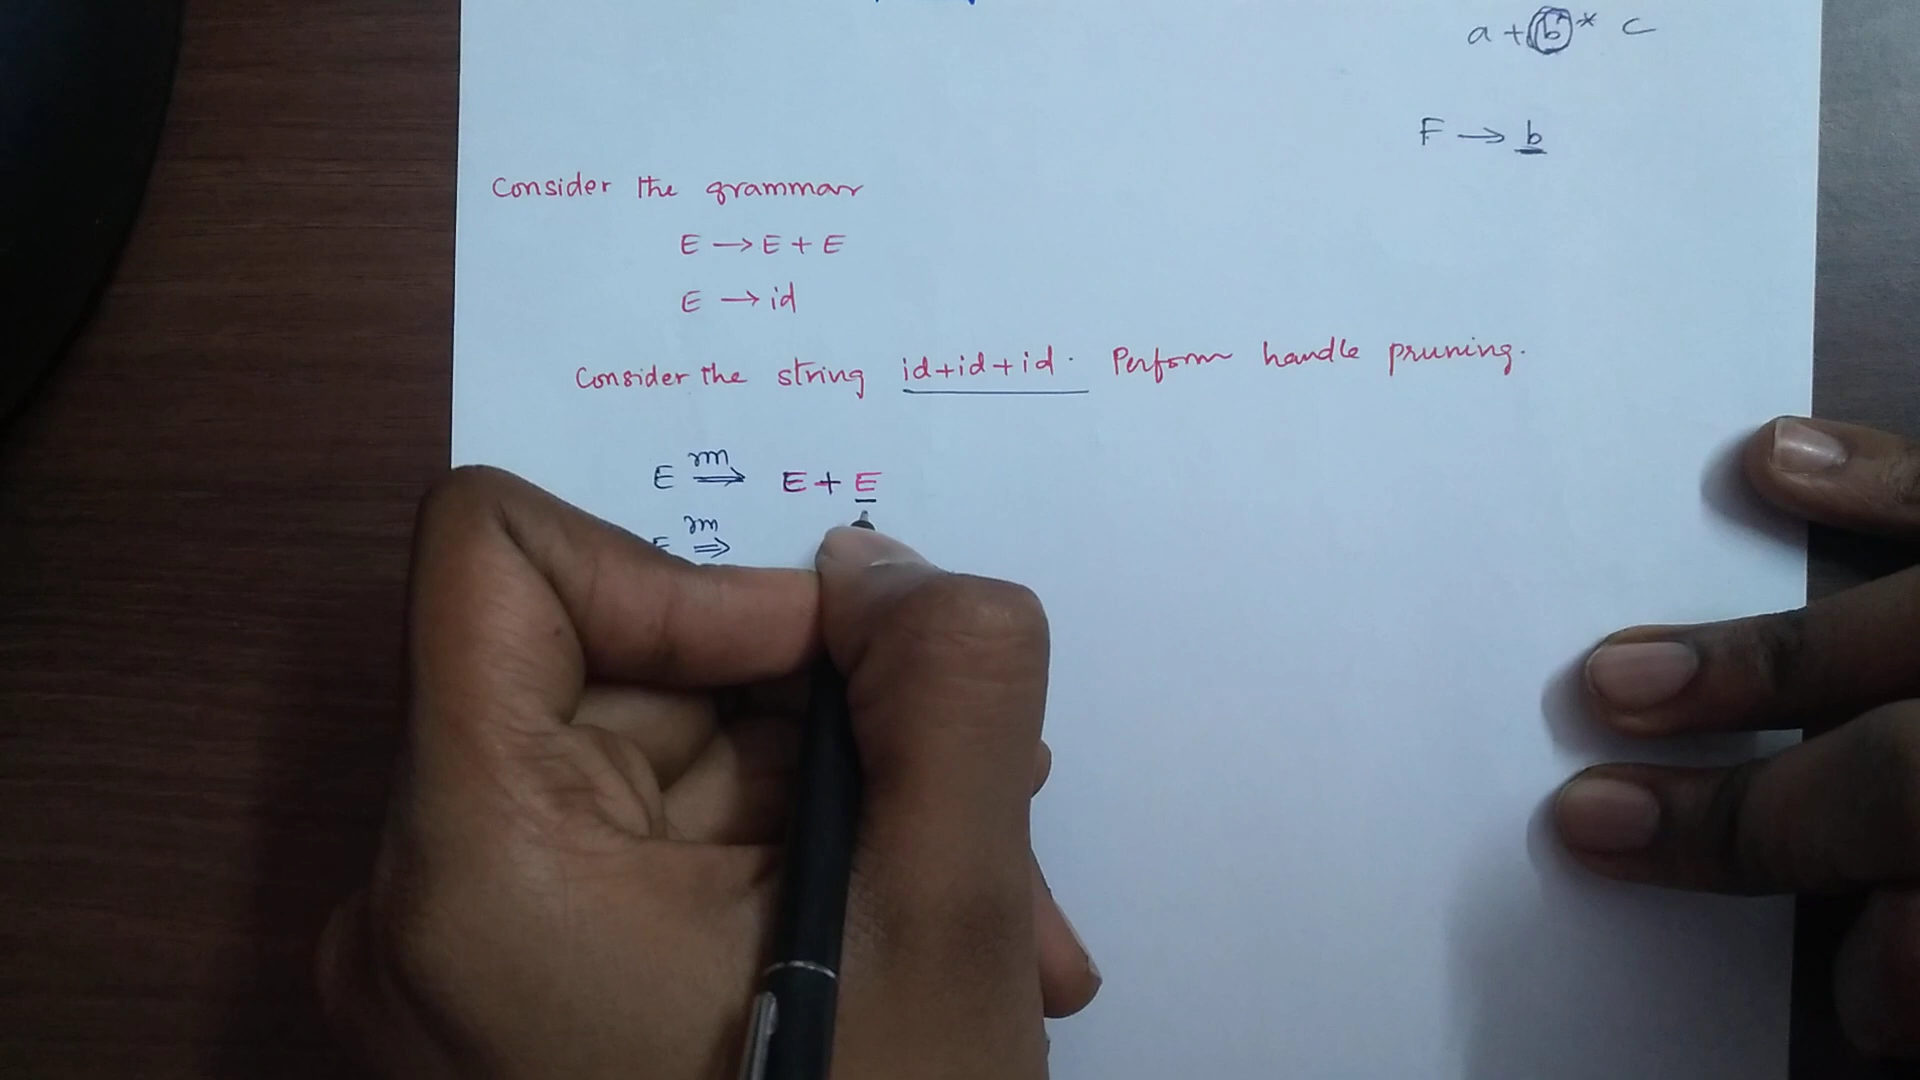 a + b * c
F → b
Consider the grammar
E → E + E
E → id
Consider the string id+id+id. Perform handle pruning.
rm
E ⇒ E + E
rm
E ⇒